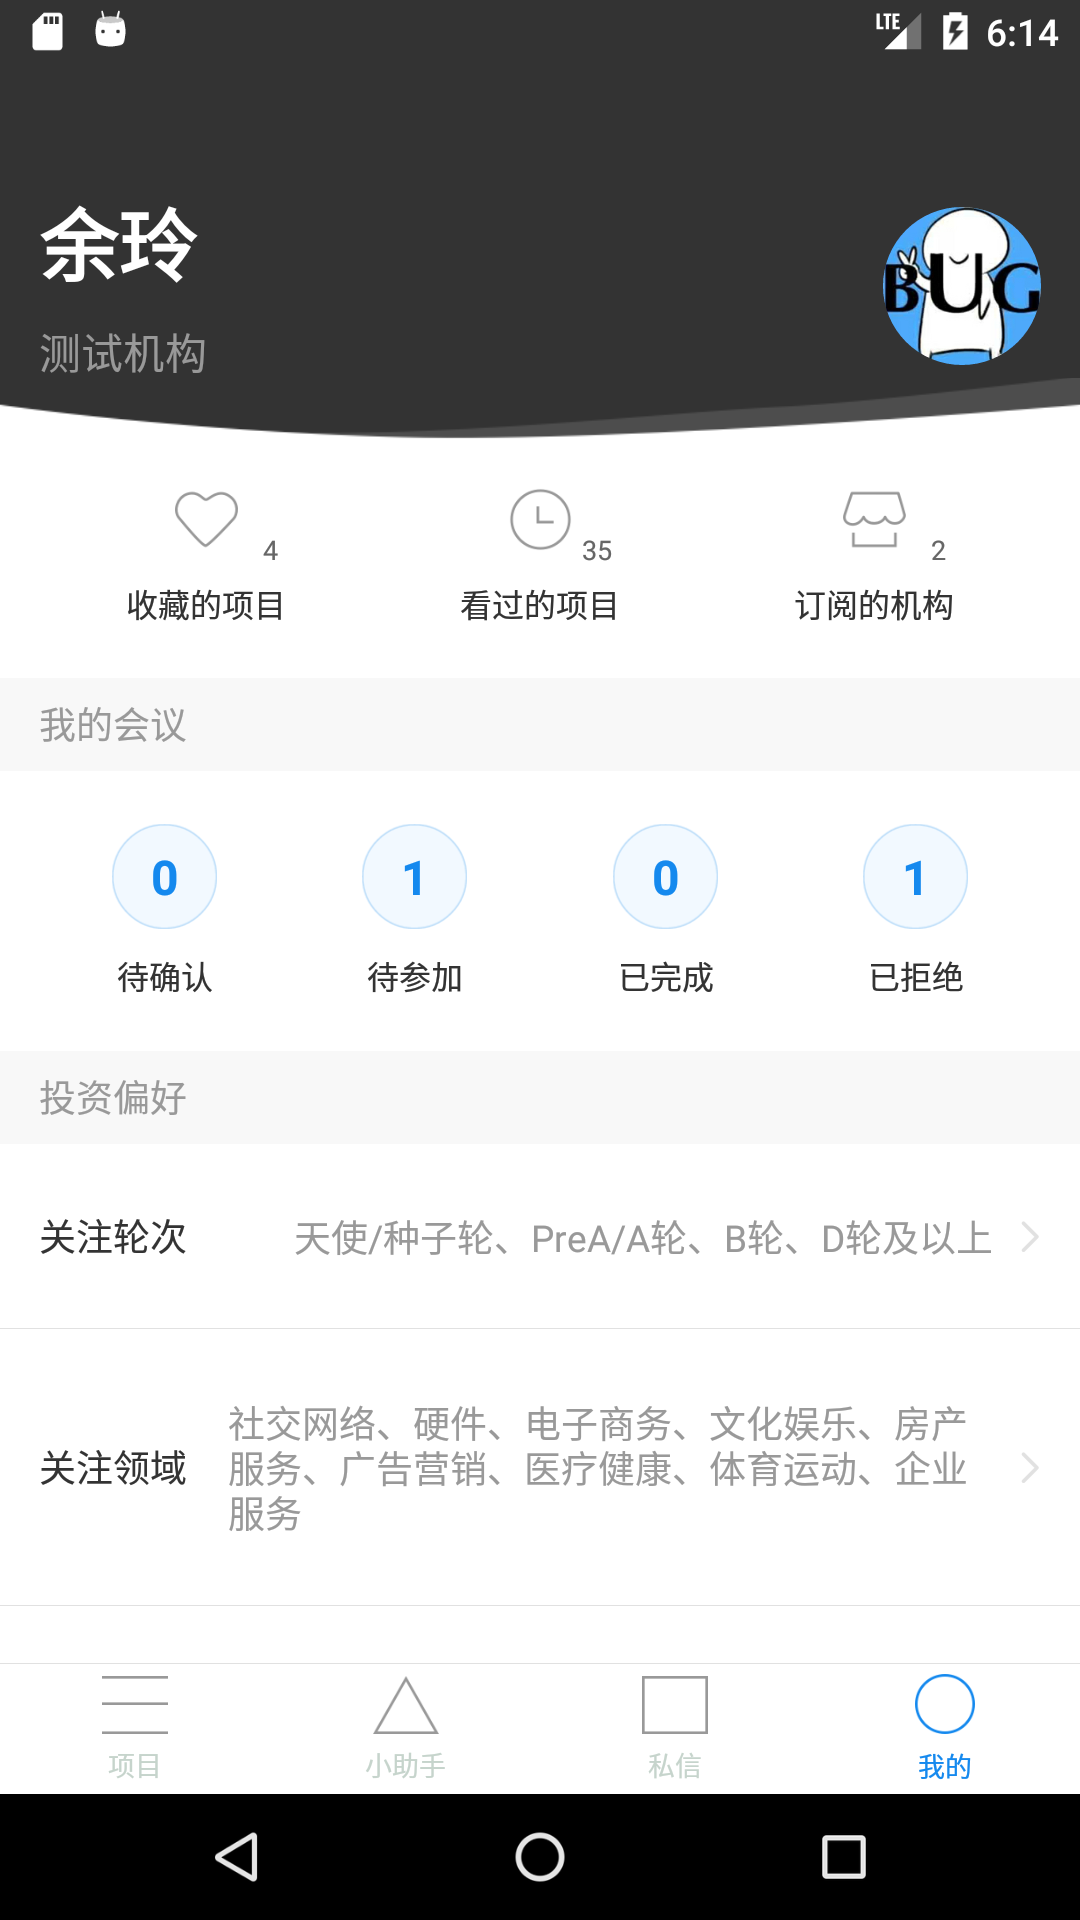 LTE 6:14
余玲
BUG
测试机构
4 35 2
收藏的项目 看过的项目 订阅的机构
我的会议
0 1 0 1
待确认 待参加 已完成 已拒绝
投资偏好
关注轮次 天使/种子轮、PreA/A轮、B轮、D轮及以上
关注领域
社交网络、硬件、电子商务、文化娱乐、房产
服务、广告营销、医疗健康、体育运动、企业
服务
项目 小助手 私信 我的